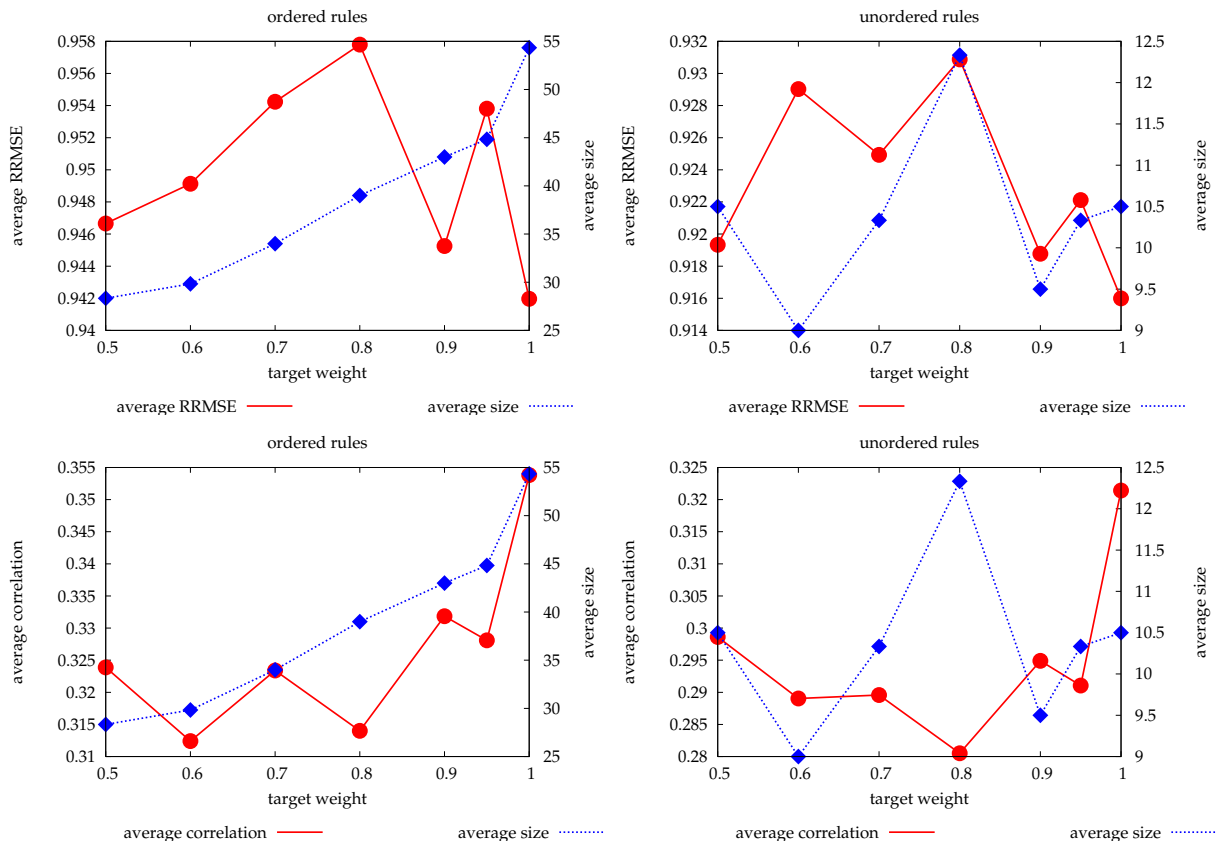 ordered rules
0.958
0.956
0.954
0.952
0.95
0.948
0.946
0.944
0.942
0.94
average RRMSE
55
50
45
40
35
30
25
average size
0.5 0.6 0.7 0.8 0.9 1
target weight
average RRMSE average size
unordered rules
0.932
0.93
0.928
0.926
0.924
0.922
0.92
0.918
0.916
0.914
average RRMSE
12.5
12
11.5
11
10.5
10
9.5
9
average size
0.5 0.6 0.7 0.8 0.9 1
target weight
average RRMSE average size
ordered rules
0.355
0.35
0.345
0.34
0.335
0.33
0.325
0.32
0.315
0.31
average correlation
55
50
45
40
35
30
25
average size
0.5 0.6 0.7 0.8 0.9 1
target weight
average correlation average size
unordered rules
0.325
0.32
0.315
0.31
0.305
0.3
0.295
0.29
0.285
0.28
average correlation
12.5
12
11.5
11
10.5
10
9.5
9
average size
0.5 0.6 0.7 0.8 0.9 1
target weight
average correlation average size